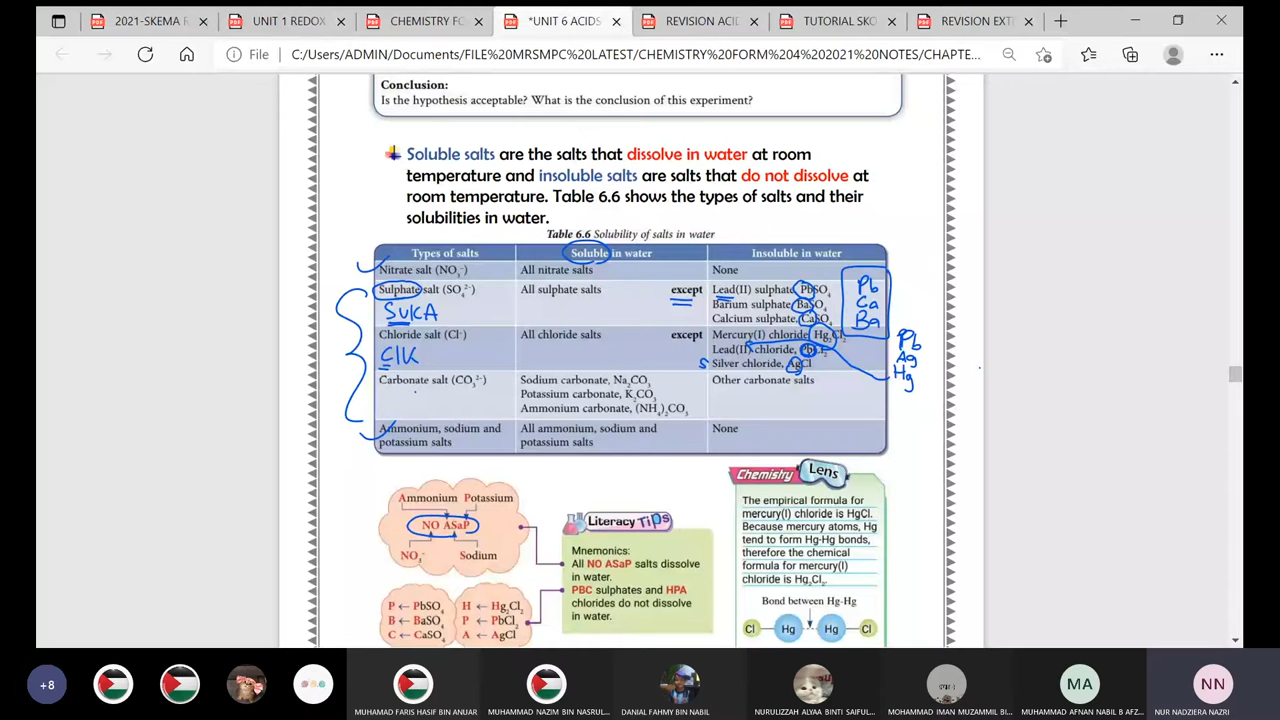 2021-SKEMA R
UNIT 1 REDOX
CHEMISTRY FO
*UNIT 6 ACIDS
REVISION ACID
TUTORIAL SKO
REVISION EXT
File
C:/Users/ADMIN/Documents/FILE%20MRSMPC%20LATEST/CHEMISTRY%20FORM%204%202021%20NOTES/CHAPTE...
Conclusion:
Is the hypothesis acceptable? What is the conclusion of this experiment?
Soluble salts are the salts that dissolve in water at room
temperature and insoluble salts are salts that do not dissolve at
room temperature. Table 6.6 shows the types of salts and their
solubilities in water.
Table 6.6 Solubility of salts in water
Types of salts Soluble in water Insoluble in water
Nitrate salt (NO₃⁻) All nitrate salts None
Sulphate salt (SO₄²⁻) All sulphate salts except Lead(II) sulphate, PbSO₄
Barium sulphate, BaSO₄
Calcium sulphate, CaSO₄
SUKA
Pb
Ca
Ba
Chloride salt (Cl⁻) All chloride salts except Mercury(I) chloride, Hg₂Cl₂
Lead(II) chloride, PbCl₂
Silver chloride, AgCl
ClK
S
Pb
Ag
Hg
Carbonate salt (CO₃²⁻) Sodium carbonate, Na₂CO₃ Other carbonate salts
Potassium carbonate, K₂CO₃
Ammonium carbonate, (NH₄)₂CO₃
Ammonium, sodium and All ammonium, sodium and None
potassium salts potassium salts
Ammonium Potassium
NO ASaP
NO₃⁻ Sodium
P ← PbSO₄ H ← Hg₂Cl₂
B ← BaSO₄ P ← PbCl₂
C ← CaSO₄ A ← AgCl
Literacy Tips
Mnemonics:
All NO ASaP salts dissolve
in water.
PBC sulphates and HPA
chlorides do not dissolve
in water.
Chemistry Lens
The empirical formula for
mercury(I) chloride is HgCl.
Because mercury atoms, Hg
tend to form Hg-Hg bonds,
therefore the chemical
formula for mercury(I)
chloride is Hg₂Cl₂.
Bond between Hg-Hg
Cl Hg Hg Cl
+8
MUHAMAD FARIS HASIF BIN ANUAR
MUHAMMAD NAZIM BIN NASRUL...
DANIAL FAHMY BIN NABIL
NURULIZZAH ALYAA BINTI SAIFUL...
MOHAMMAD IMAN MUZAMMIL BI...
MA
MUHAMMAD AFNAN NABIL B AFZ...
NN
NUR NADZIERA NAZRI